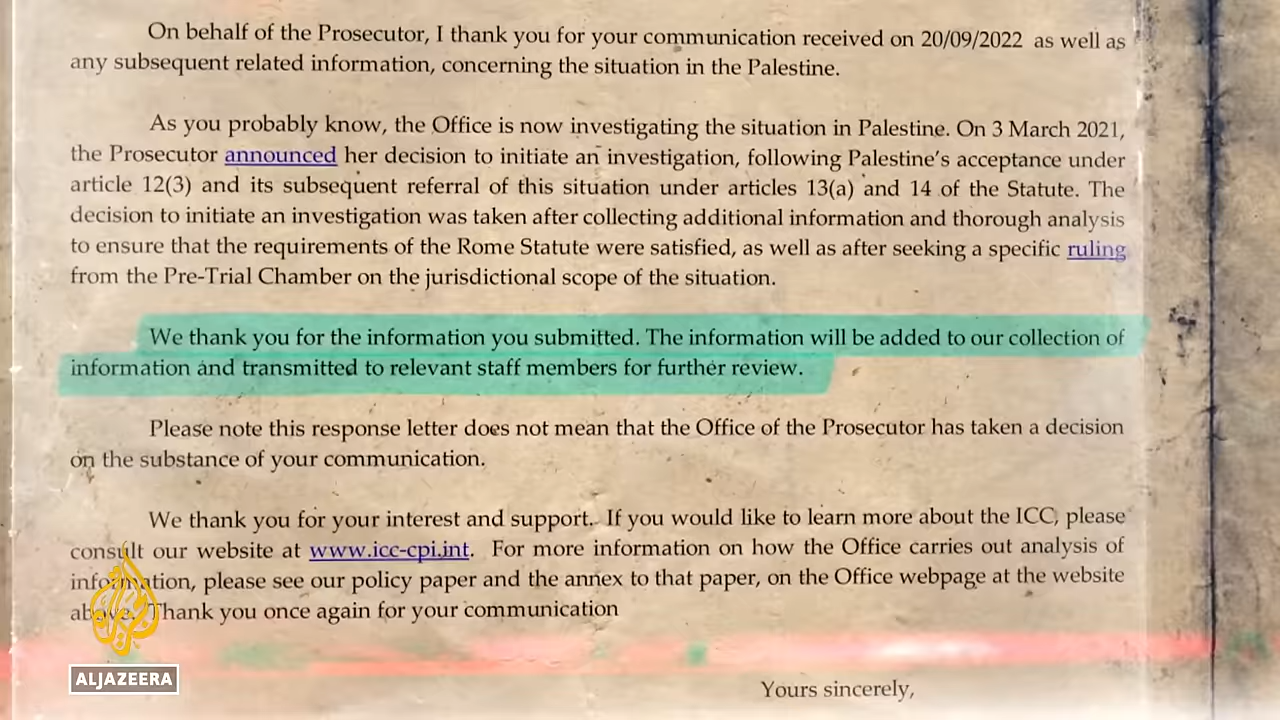 On behalf of the Prosecutor, I thank you for your communication received on 20/09/2022 as well as
any subsequent related information, concerning the situation in the Palestine.
As you probably know, the Office is now investigating the situation in Palestine. On 3 March 2021,
the Prosecutor announced her decision to initiate an investigation, following Palestine's acceptance under
article 12(3) and its subsequent referral of this situation under articles 13(a) and 14 of the Statute. The
decision to initiate an investigation was taken after collecting additional information and thorough analysis
to ensure that the requirements of the Rome Statute were satisfied, as well as after seeking a specific ruling
from the Pre-Trial Chamber on the jurisdictional scope of the situation.
We thank you for the information you submitted. The information will be added to our collection of
information and transmitted to relevant staff members for further review.
Please note this response letter does not mean that the Office of the Prosecutor has taken a decision
on the substance of your communication.
We thank you for your interest and support. If you would like to learn more about the ICC, please
consult our website at www.icc-cpi.int. For more information on how the Office carries out analysis of
information, please see our policy paper and the annex to that paper, on the Office webpage at the website
above. Thank you once again for your communication
ALJAZEERA
Yours sincerely,